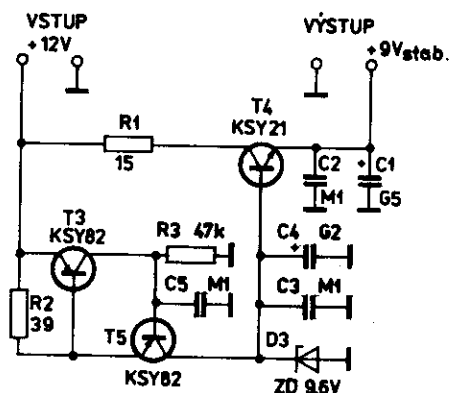 VSTUP
+12V
VÝSTUP
+9Vstab.
T4
KSY21
R1
15
C2
M1
C1
+
G5
T3
KSY82
R3 47k
C4
+
G2
C5
M1
C3
M1
R2
39
T5
KSY82
D3
ZD 9.6V